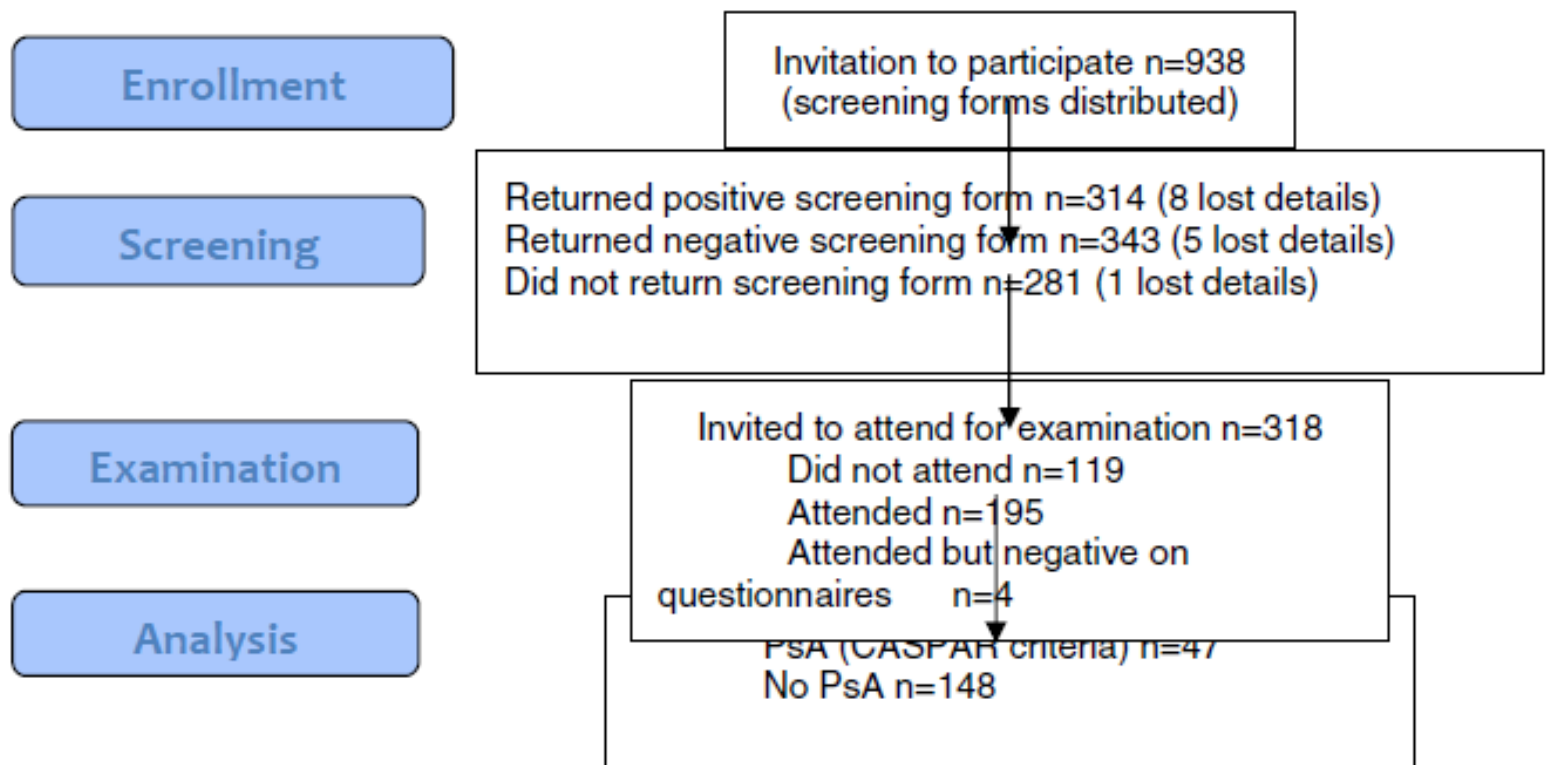 Enrollment
Invitation to participate n=938
(screening forms distributed)
Screening
Returned positive screening form n=314 (8 lost details)
Returned negative screening form n=343 (5 lost details)
Did not return screening form n=281 (1 lost details)
Examination
Invited to attend for examination n=318
Did not attend n=119
Attended n=195
Attended but negative on
questionnaires n=4
Analysis
PsA (CASPAR criteria) n=47
No PsA n=148